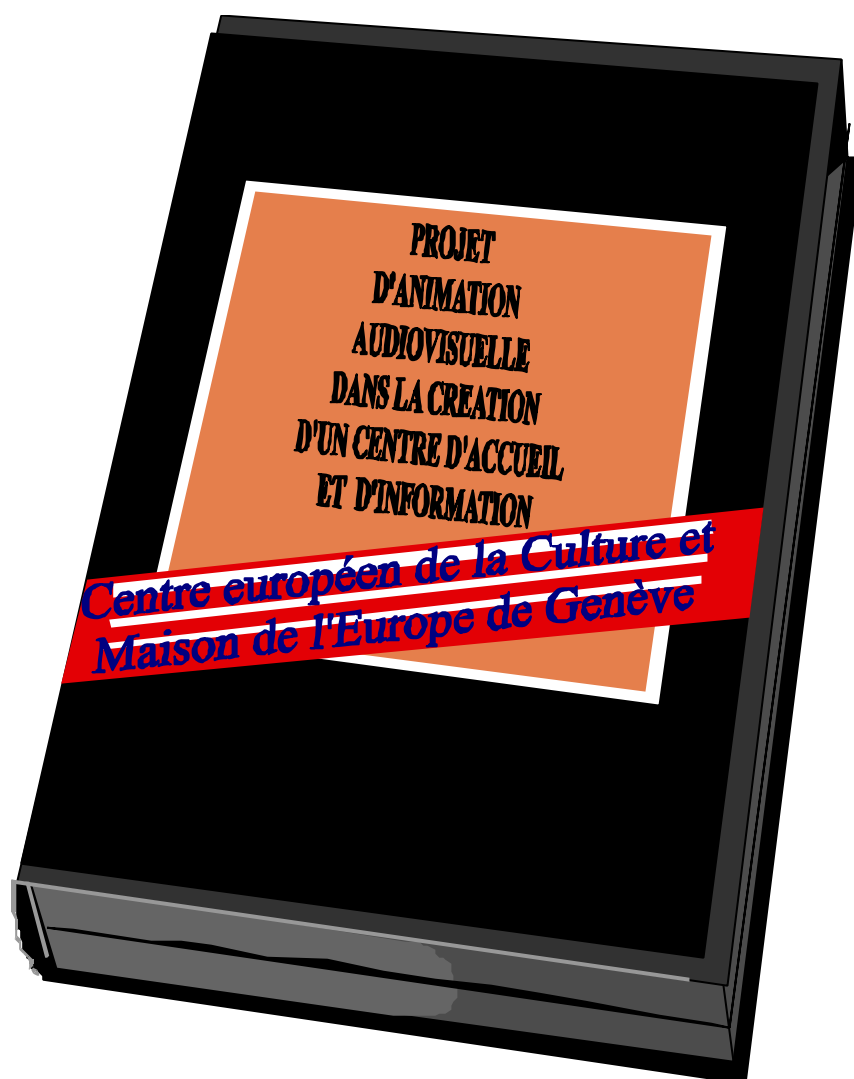 PROJET
D'ANIMATION
AUDIOVISUELLE
DANS LA CREATION
D'UN CENTRE D'ACCUEIL
ET D'INFORMATION
Centre européen de la Culture et
Maison de l'Europe de Genève